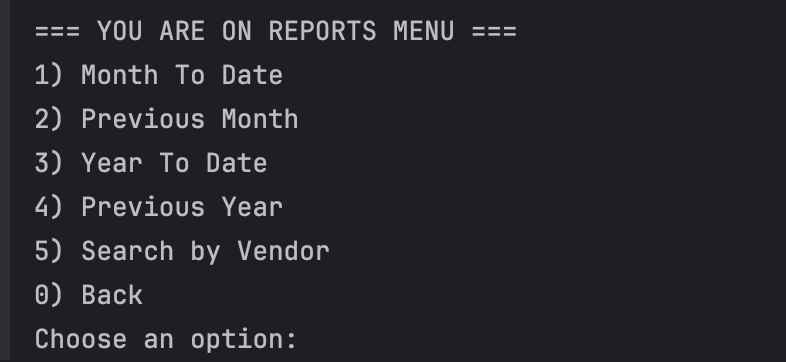 === YOU ARE ON REPORTS MENU ===
1) Month To Date
2) Previous Month
3) Year To Date
4) Previous Year
5) Search by Vendor
0) Back
Choose an option: